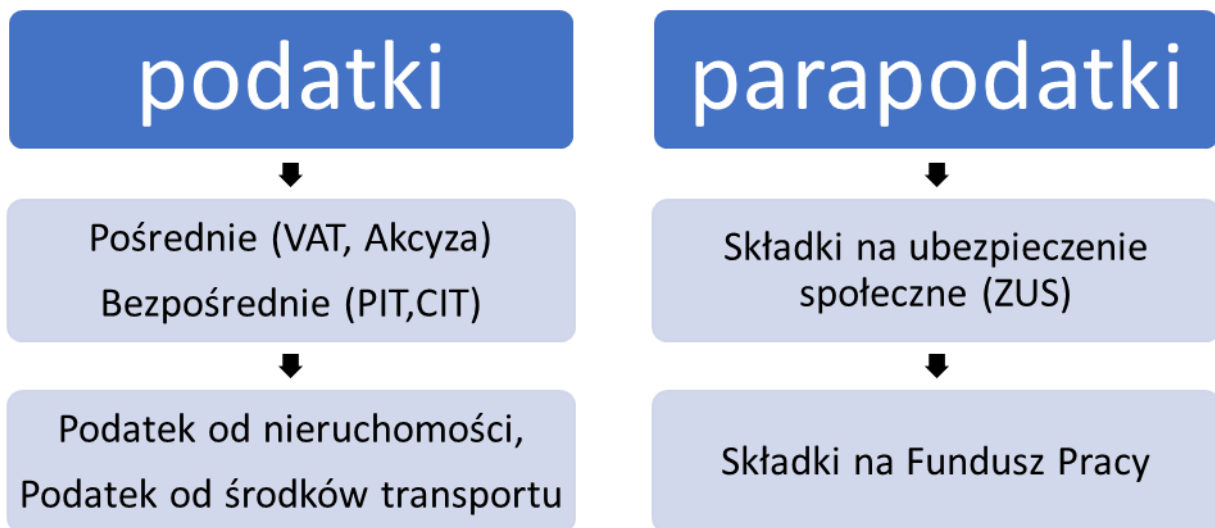 podatki
Pośrednie (VAT, Akcyza)
Bezpośrednie (PIT,CIT)
Podatek od nieruchomości,
Podatek od środków transportu
parapodatki
Składki na ubezpieczenie
społeczne (ZUS)
Składki na Fundusz Pracy